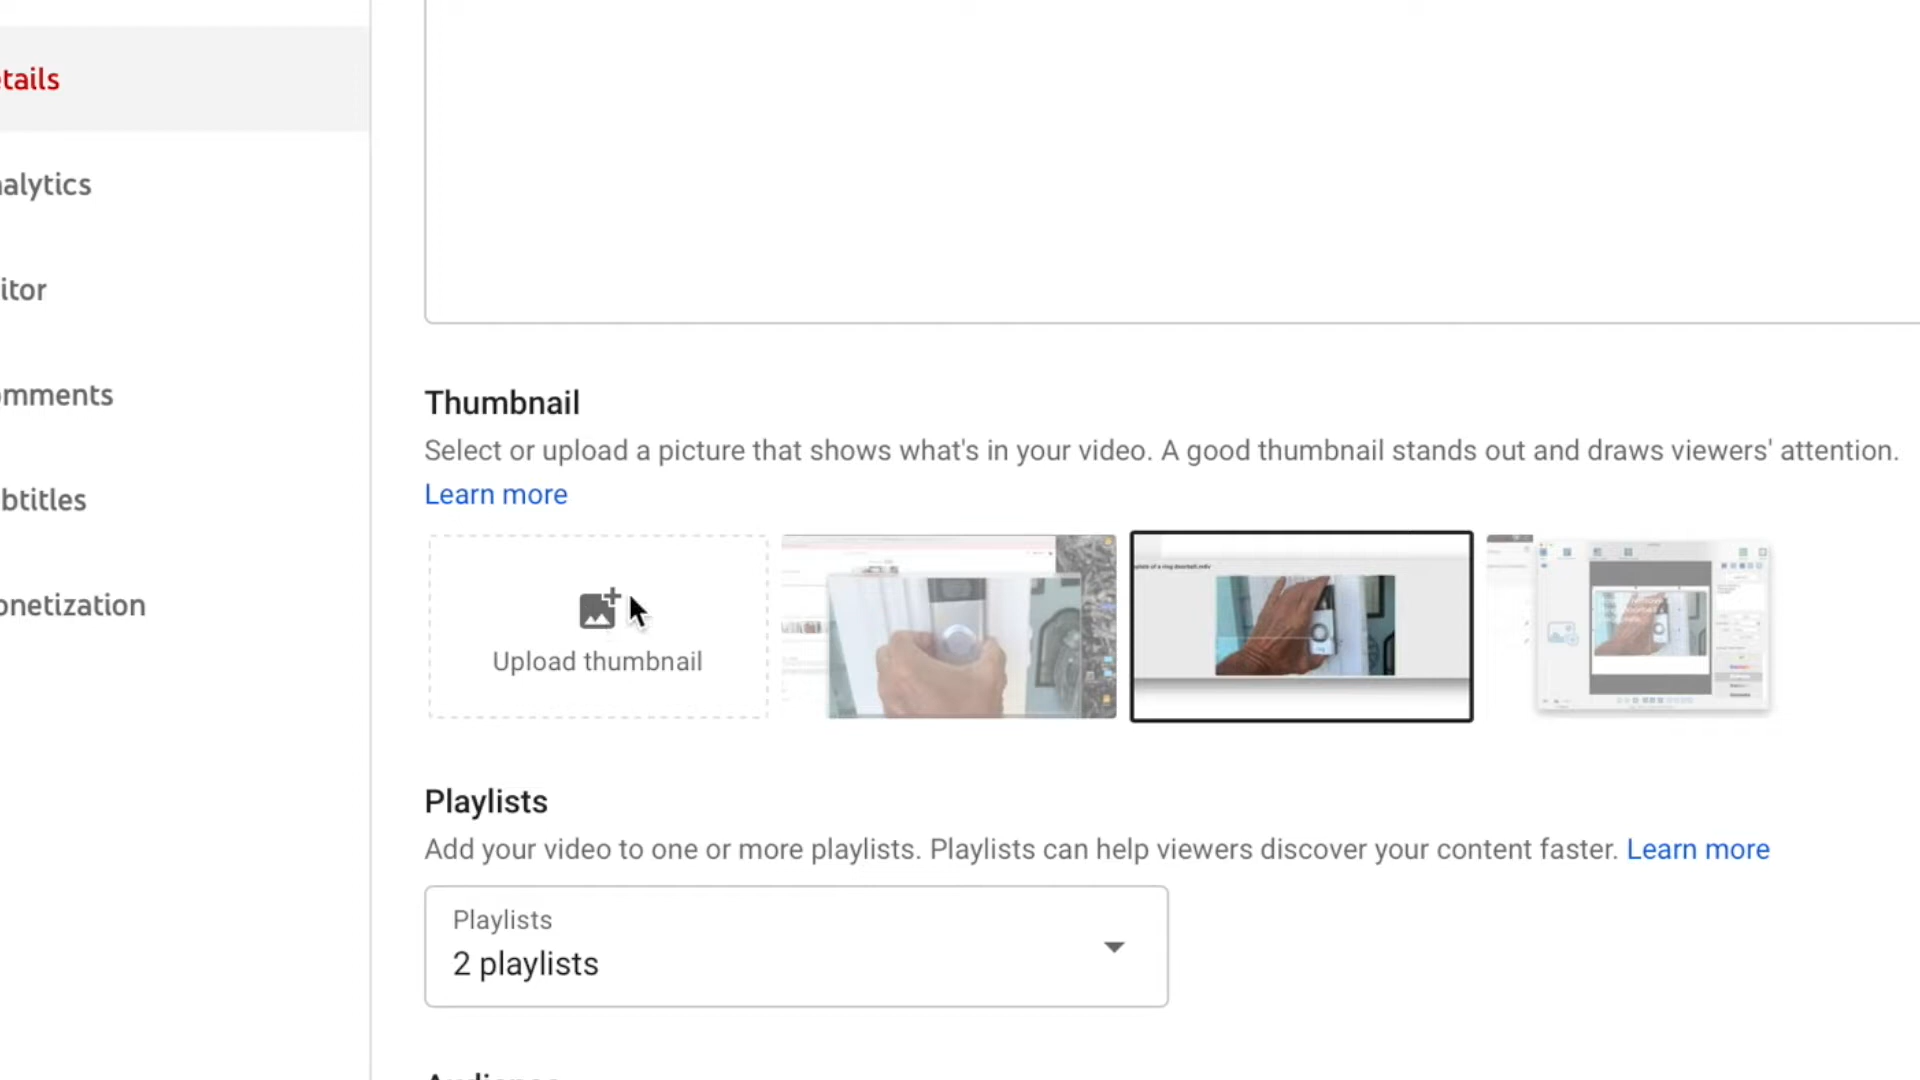 tails
alytics
itor
omments
btitles
onetization
Thumbnail
Select or upload a picture that shows what's in your video. A good thumbnail stands out and draws viewers' attention.
Learn more
Upload thumbnail
Playlists
Add your video to one or more playlists. Playlists can help viewers discover your content faster. Learn more
Playlists
2 playlists